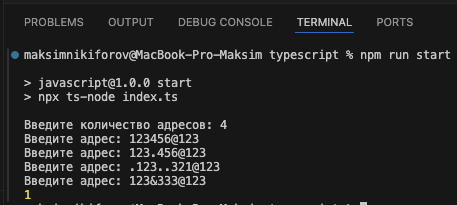 PROBLEMS OUTPUT DEBUG CONSOLE TERMINAL PORTS
maksimnikiforov@MacBook-Pro-Maksim typescript % npm run start
> javascript@1.0.0 start
> npx ts-node index.ts
Введите количество адресов: 4
Введите адрес: 123456@123
Введите адрес: 123.456@123
Введите адрес: .123..321@123
Введите адрес: 123&333@123
1